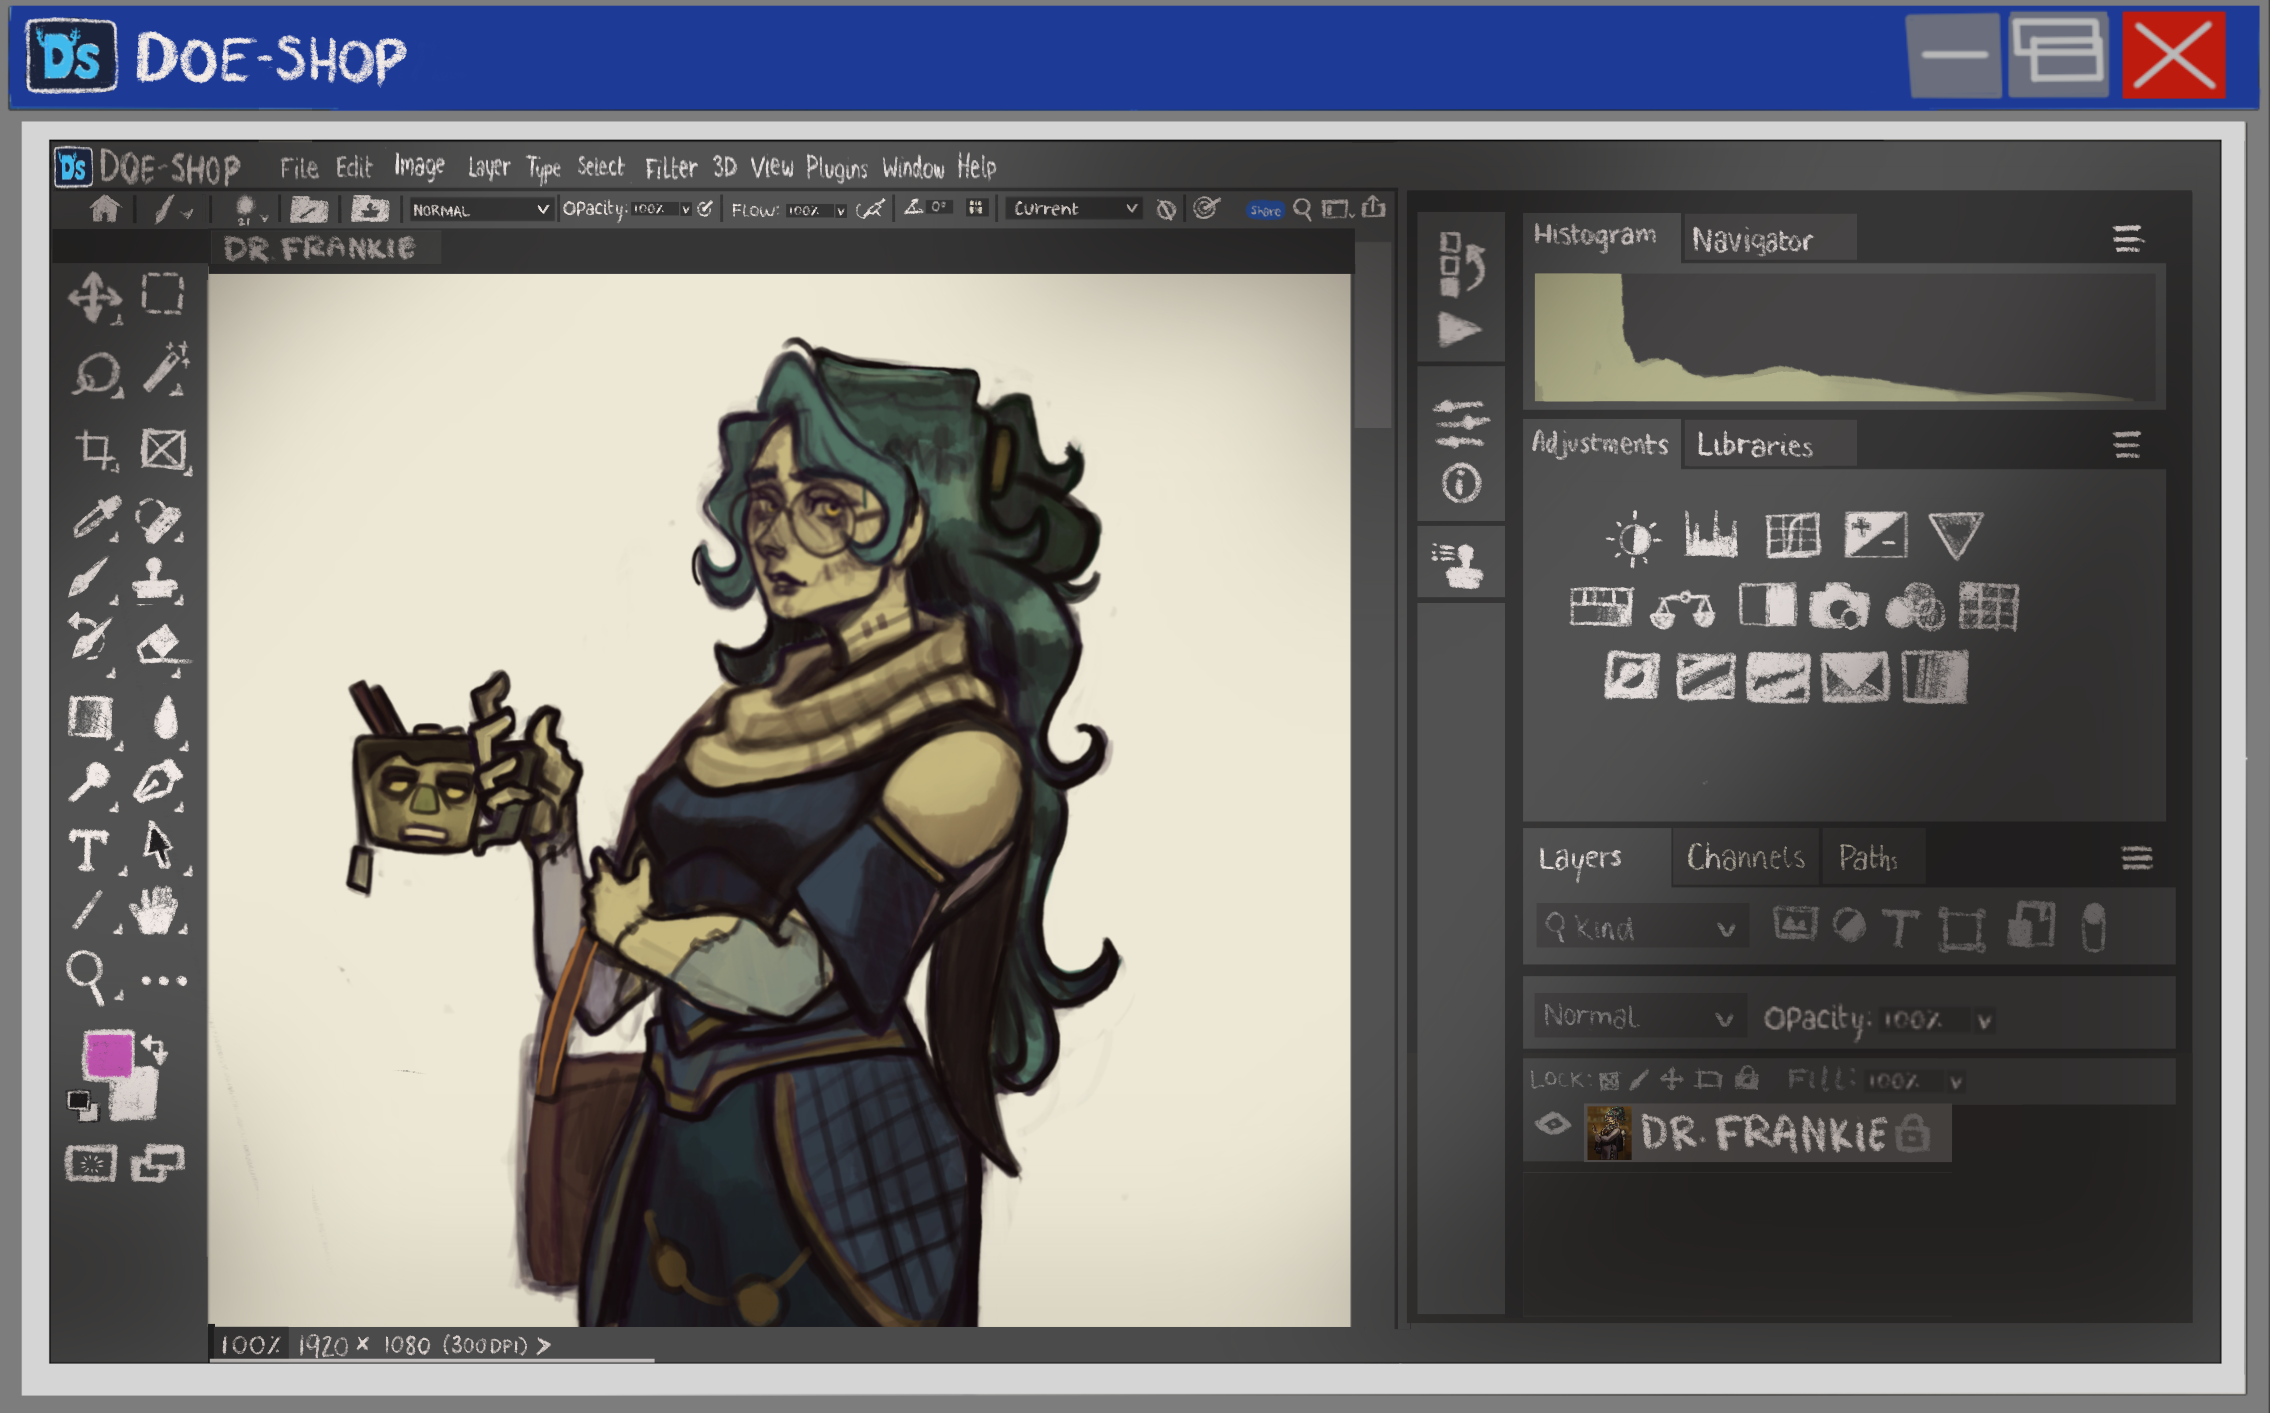 Ds DOE-SHOP
Ds DOE-SHOP File Edit Image Layer Type Select Filter 3D View Plugins Window Help
21 NORMAL OPACITY: 100% FLOW: 100% 0° Current Share
DR. FRANKIE
Histogram Navigator
Adjustments Libraries
T
Layers Channels Paths
Kind T
Normal OPacity: 100%
LOCK: Fill: 100%
DR. FRANKIE
100% 1920 × 1080 (300DPI) >